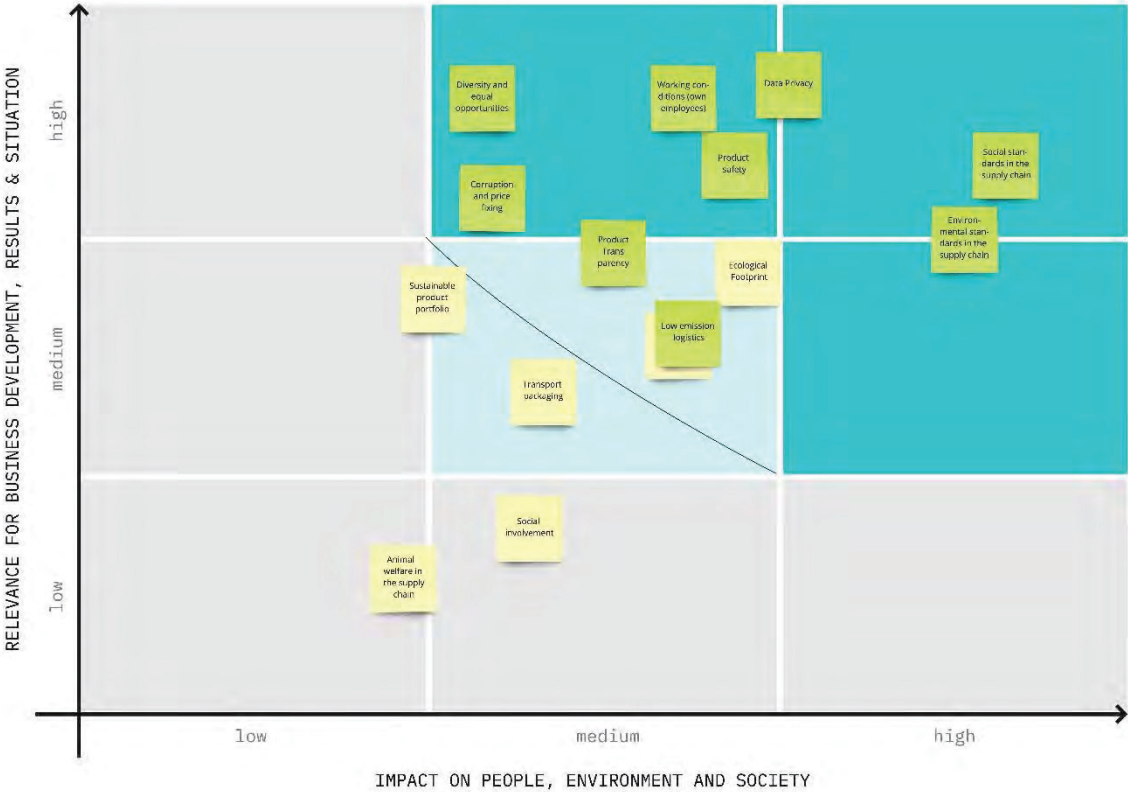 RELEVANCE FOR BUSINESS DEVELOPMENT, RESULTS & SITUATION
high
medium
low
Diversity and
equal
opportunities
Working con-
ditions (own
employees)
Data Privacy
Product
safety
Social stan-
dards in the
supply chain
Corruption
and price
fixing
Environ-
mental stan-
dards in the
supply chain
Product
Trans
parency
Ecological
Footprint
Sustainable
product
portfolio
Low emission
logistics
Transport
packaging
Social
involvement
Animal
welfare in
the supply
chain
low
medium
high
IMPACT ON PEOPLE, ENVIRONMENT AND SOCIETY